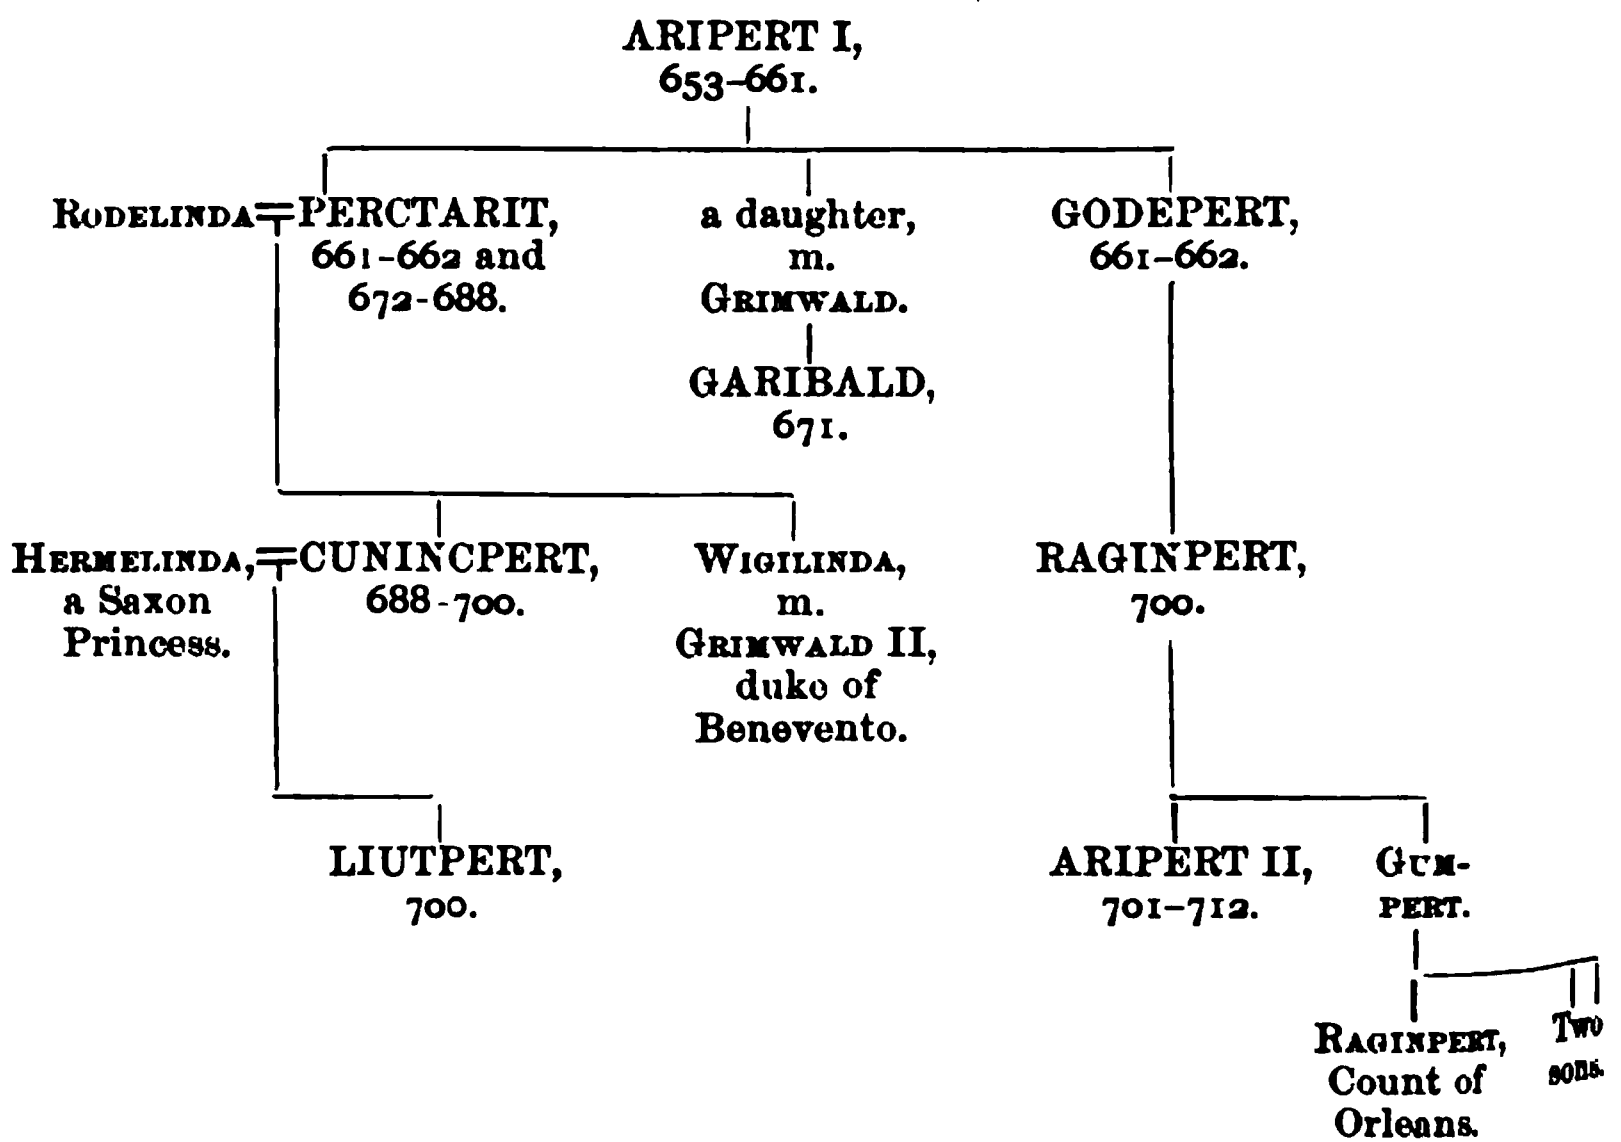 ARIPERT I,
653–661.
RODELINDA=PERCTARIT,
661-662 and
672-688.
a daughter,
m.
GRIMWALD.
GARIBALD,
671.
GODEPERT,
661–662.
HERMELINDA,=CUNINCPERT,
a Saxon
Princess.
688-700.
WIGILINDA,
m.
GRIMWALD II,
duke of
Benevento.
RAGINPERT,
700.
LIUTPERT,
700.
ARIPERT II,
701–712.
GUM-
PERT.
RAGINPERT,
Count of
Orleans.
Two
sons.